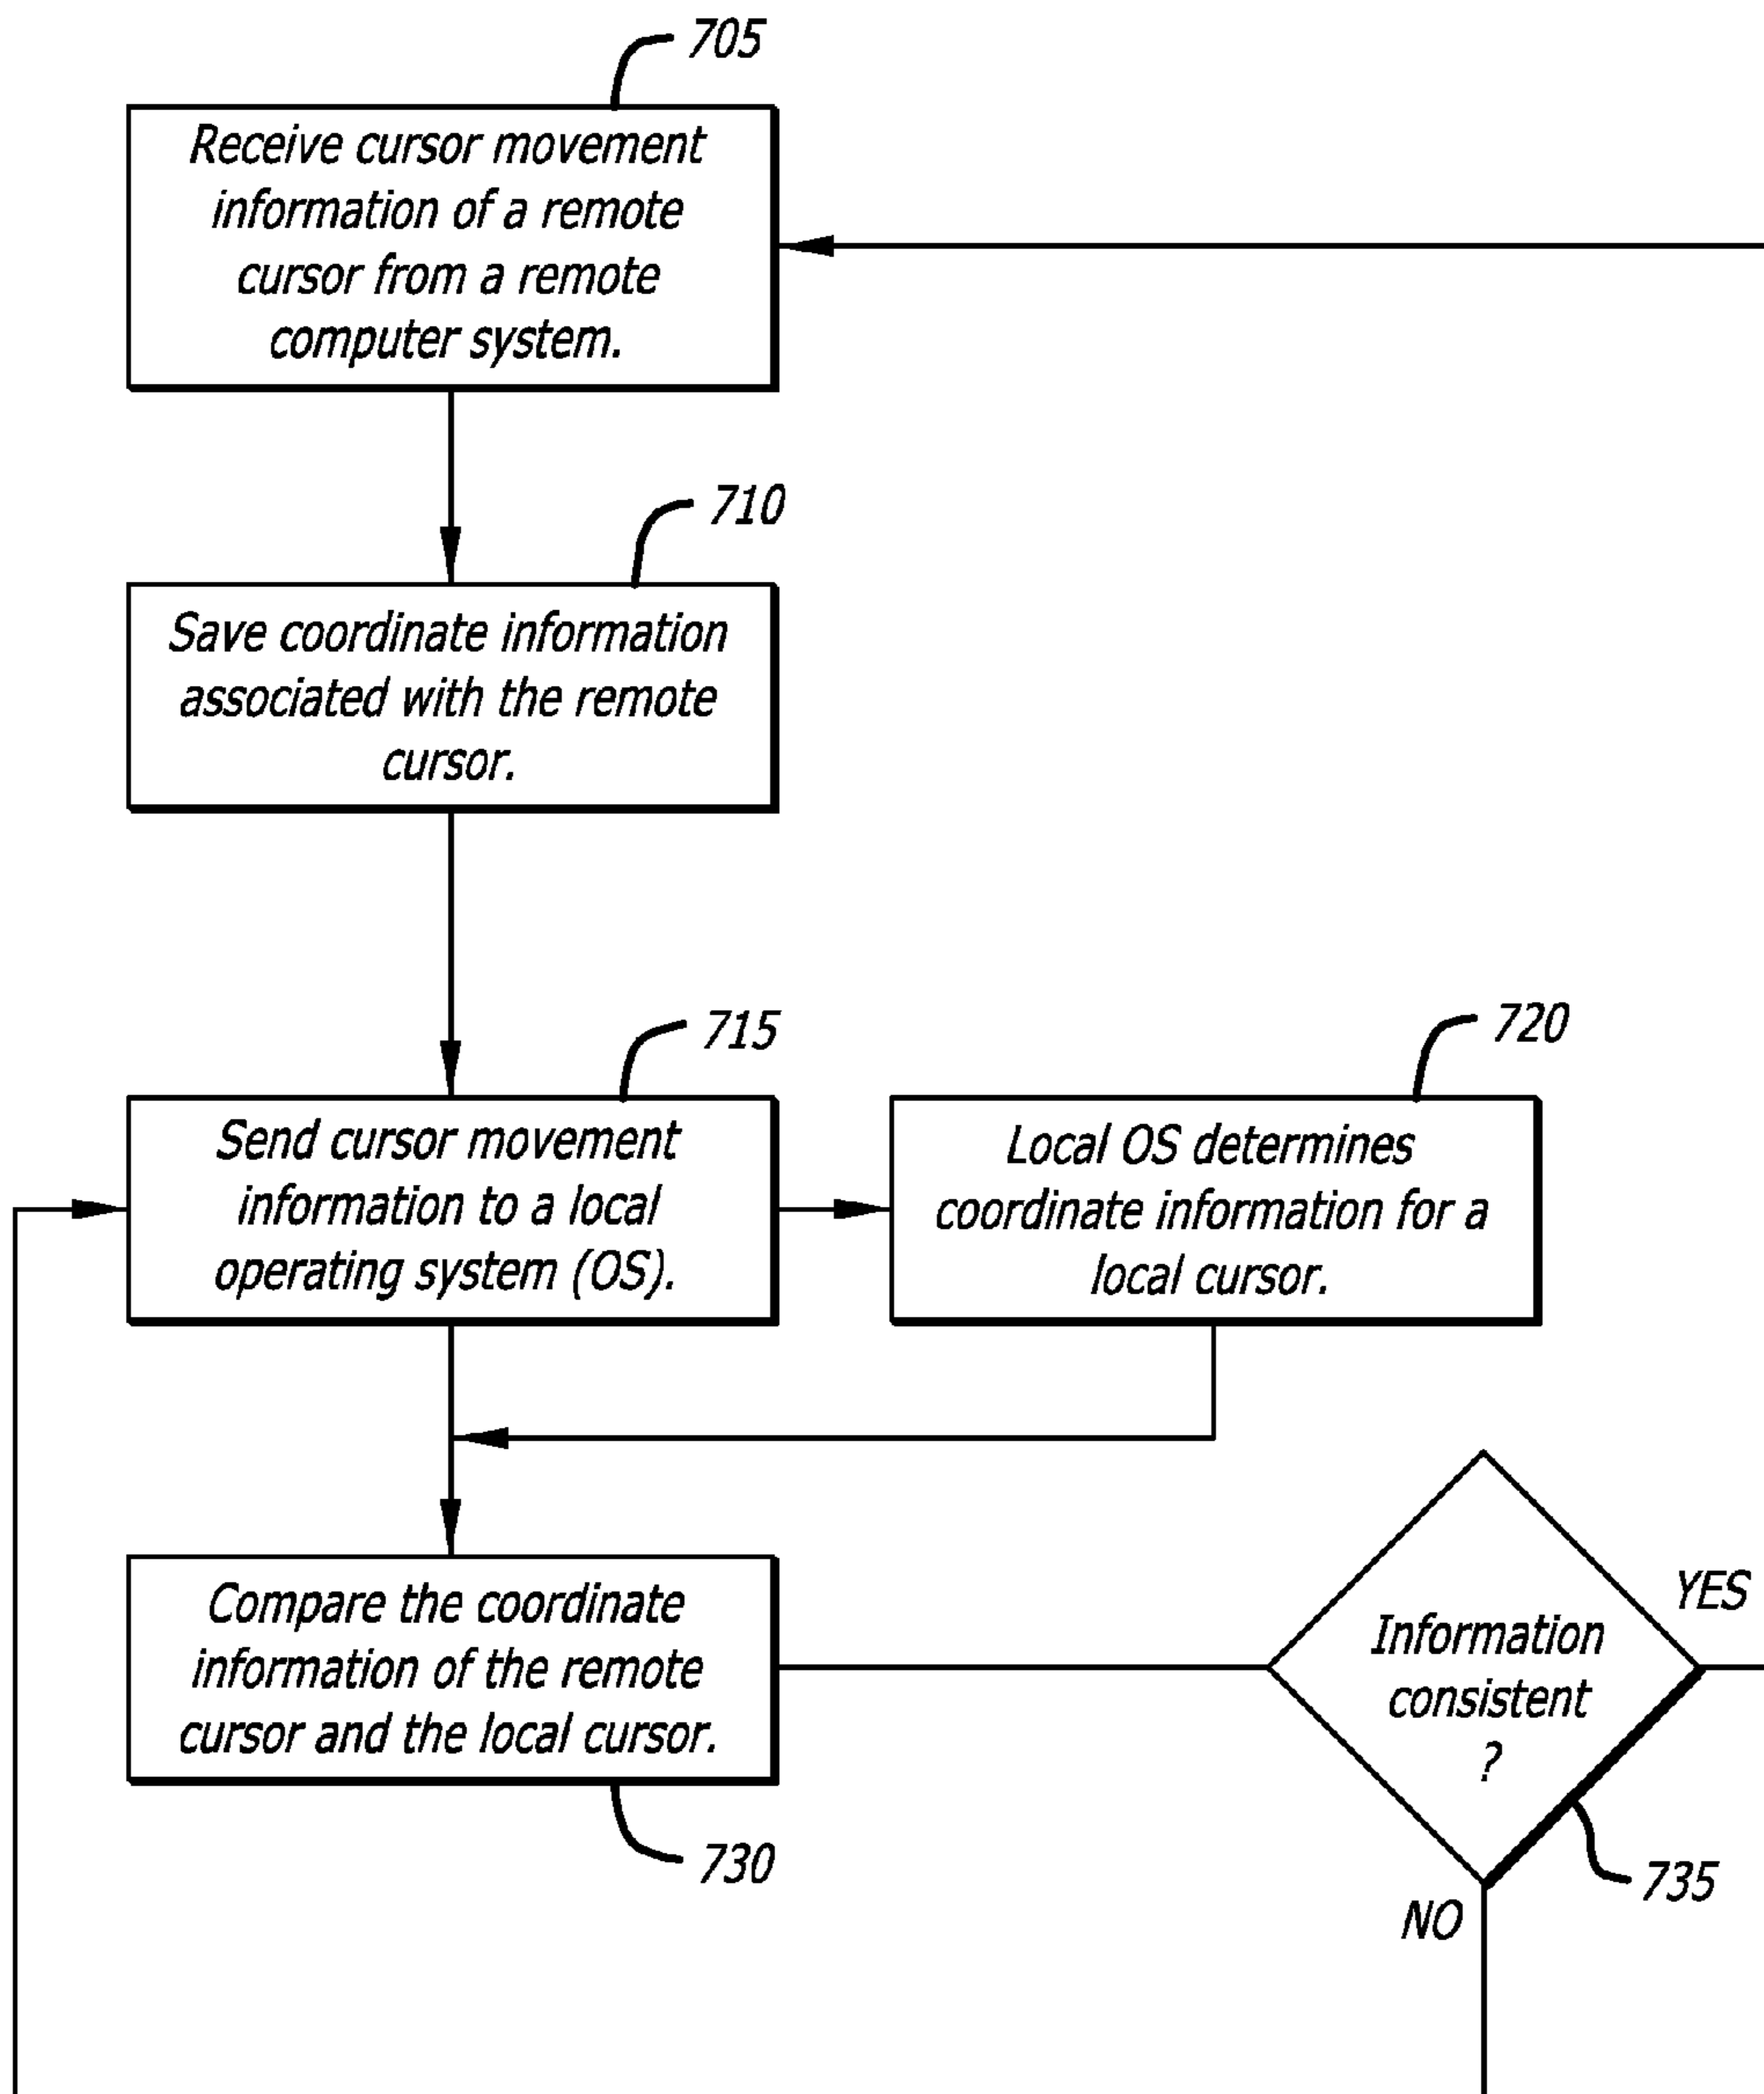 705
Receive cursor movement
information of a remote
cursor from a remote
computer system.
710
Save coordinate information
associated with the remote
cursor.
715
Send cursor movement
information to a local
operating system (OS).
720
Local OS determines
coordinate information for a
local cursor.
Compare the coordinate
information of the remote
cursor and the local cursor.
730
Information
consistent
?
YES
735
NO